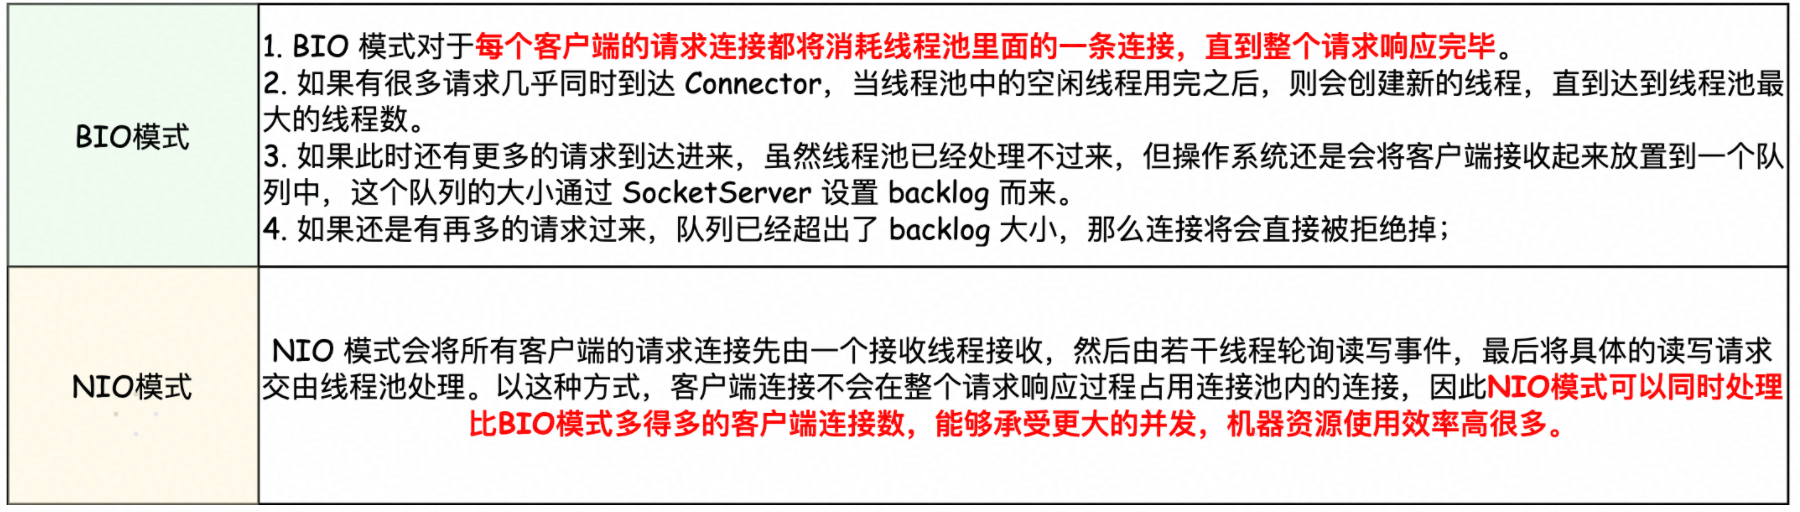 BIO模式
1. BIO 模式对于每个客户端的请求连接都将消耗线程池里面的一条连接，直到整个请求响应完毕。
2. 如果有很多请求几乎同时到达 Connector，当线程池中的空闲线程用完之后，则会创建新的线程，直到达到线程池最
大的线程数。
3. 如果此时还有更多的请求到达进来，虽然线程池已经处理不过来，但操作系统还是会将客户端接收起来放置到一个队
列中，这个队列的大小通过 SocketServer 设置 backlog 而来。
4. 如果还是有再多的请求过来，队列已经超出了 backlog 大小，那么连接将会直接被拒绝掉；
NIO模式
NIO 模式会将所有客户端的请求连接先由一个接收线程接收，然后由若干线程轮询读写事件，最后将具体的读写请求
交由线程池处理。以这种方式，客户端连接不会在整个请求响应过程占用连接池内的连接，因此NIO模式可以同时处理
比BIO模式多得多的客户端连接数，能够承受更大的并发，机器资源使用效率高很多。